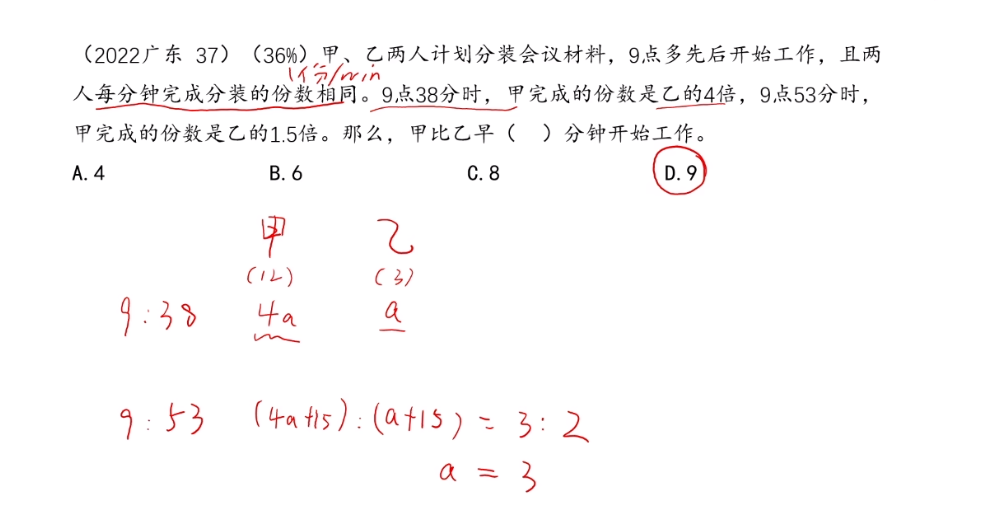 （2022广东 37）（36%）甲、乙两人计划分装会议材料，9点多先后开始工作，且两
1份/min
人每分钟完成分装的份数相同。9点38分时，甲完成的份数是乙的4倍，9点53分时，
甲完成的份数是乙的1.5倍。那么，甲比乙早（ ）分钟开始工作。
A.4 B.6 C.8 D.9
甲 乙
(12) (3)
9:38 4a a
9:53 (4a+15):(a+15) = 3:2
a = 3